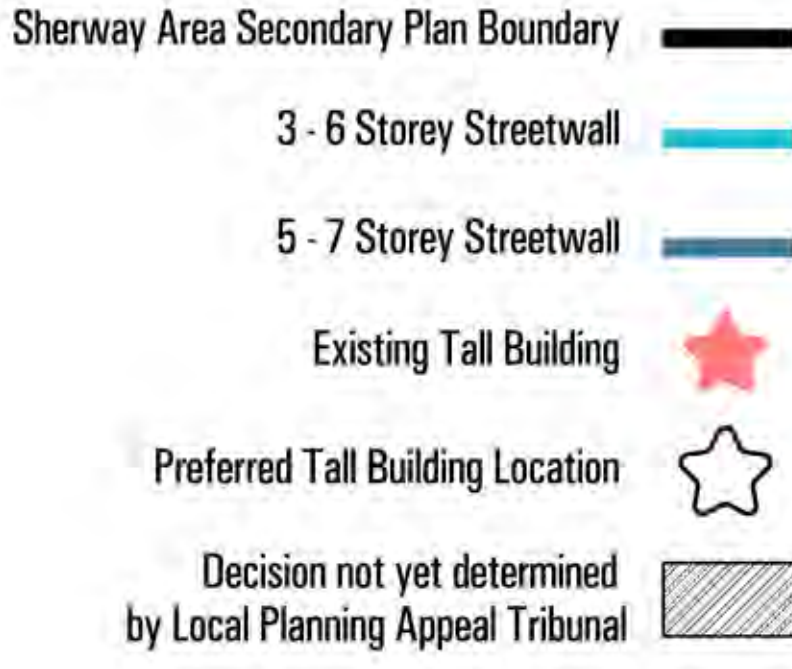 Sherway Area Secondary Plan Boundary
3 - 6 Storey Streetwall
5 - 7 Storey Streetwall
Existing Tall Building
Preferred Tall Building Location
Decision not yet determined
by Local Planning Appeal Tribunal